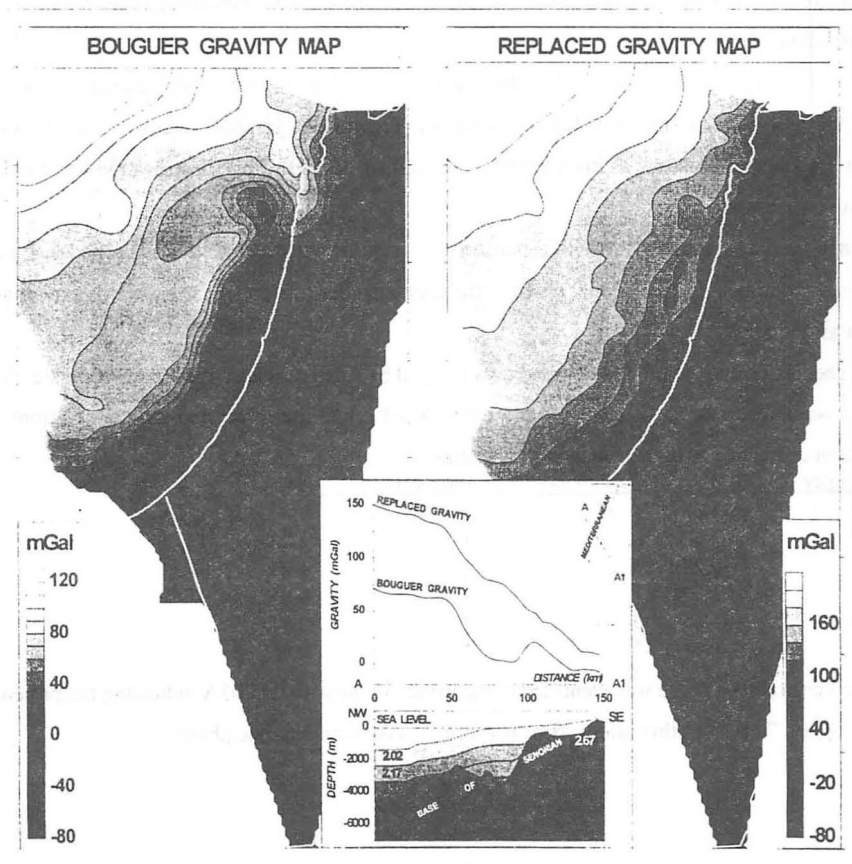 BOUGUER GRAVITY MAP
REPLACED GRAVITY MAP
mGal
120
80
40
0
-40
-80
150
100
50
0
GRAVITY (mGal)
REPLACED GRAVITY
BOUGUER GRAVITY
A
MEDITERRANEAN
A1
DISTANCE (km)
A
A1
0
50
100
150
NW
SE
SEA LEVEL
0
-2000
-4000
-6000
DEPTH (m)
2.02
2.17
2.67
BASE OF SENONIAN
mGal
160
100
40
-20
-80